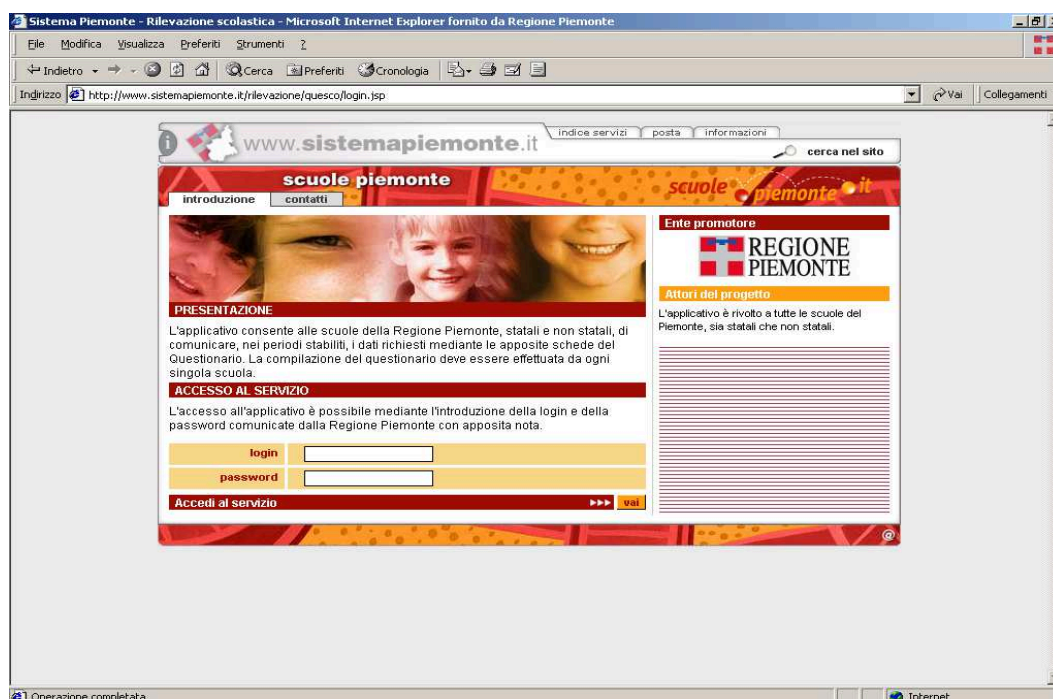 Sistema Piemonte - Rilevazione scolastica - Microsoft Internet Explorer fornito da Regione Piemonte
File Modifica Visualizza Preferiti Strumenti ?
Indietro Cerca Preferiti Cronologia
Indirizzo http://www.sistemapiemonte.it/rilevazione/quesco/login.jsp Vai Collegamenti
indice servizi posta informazioni
www.sistemapiemonte.it
cerca nel sito
scuole piemonte
scuole piemonte it
introduzione contatti
Ente promotore
REGIONE
PIEMONTE
Attori del progetto
L'applicativo è rivolto a tutte le scuole del
Piemonte, sia statali che non statali.
PRESENTAZIONE
L'applicativo consente alle scuole della Regione Piemonte, statali e non statali, di
comunicare, nei periodi stabiliti, i dati richiesti mediante le apposite schede del
Questionario. La compilazione del questionario deve essere effettuata da ogni
singola scuola.
ACCESSO AL SERVIZIO
L'accesso all'applicativo è possibile mediante l'introduzione della login e della
password comunicate dalla Regione Piemonte con apposita nota.
login
password
Accedi al servizio vai
@
Operazione completata Internet